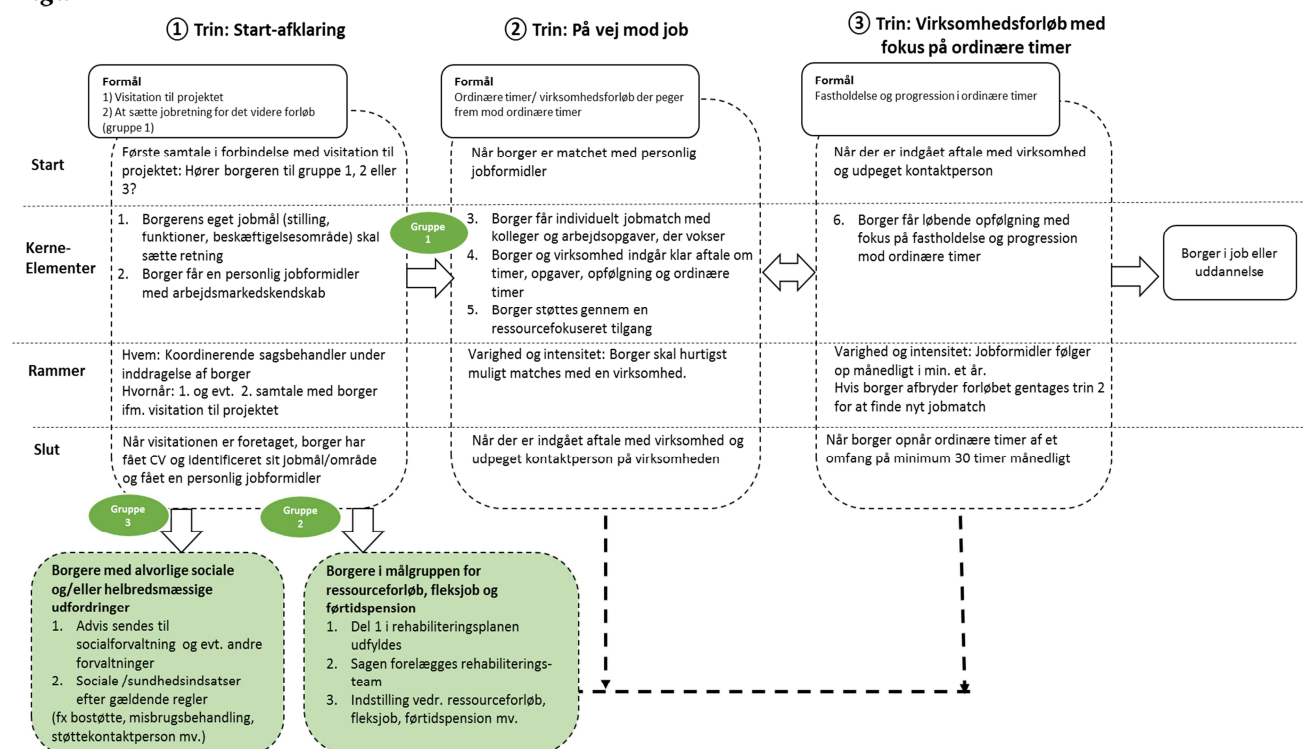 ① Trin: Start-afklaring
② Trin: På vej mod job
③ Trin: Virksomhedsforløb med
fokus på ordinære timer
Formål
1) Visitation til projektet
2) At sætte jobretning for det videre forløb
(gruppe 1)
Formål
Ordinære timer/ virksomhedsforløb der peger
frem mod ordinære timer
Formål
Fastholdelse og progression i ordinære timer
Start
Første samtale i forbindelse med visitation til
projektet: Hører borgeren til gruppe 1, 2 eller
3?
Når borger er matchet med personlig
jobformidler
Når der er indgået aftale med virksomhed
og udpeget kontaktperson
Kerne-
Elementer
1. Borgerens eget jobmål (stilling,
funktioner, beskæftigelsesområde) skal
sætte retning
2. Borger får en personlig jobformidler
med arbejdsmarkedskendskab
Gruppe
1
3. Borger får individuelt jobmatch med
kolleger og arbejdsopgaver, der vokser
4. Borger og virksomhed indgår klar aftale om
timer, opgaver, opfølgning og ordinære
timer
5. Borger støttes gennem en
ressourcefokuseret tilgang
6. Borger får løbende opfølgning med
fokus på fastholdelse og progression
mod ordinære timer
Borger i job eller
uddannelse
Rammer
Hvem: Koordinerende sagsbehandler under
inddragelse af borger
Hvornår: 1. og evt. 2. samtale med borger
ifm. visitation til projektet
Varighed og intensitet: Borger skal hurtigst
muligt matches med en virksomhed.
Varighed og intensitet: Jobformidler følger
op månedligt i min. et år.
Hvis borger afbryder forløbet gentages trin 2
for at finde nyt jobmatch
Slut
Når visitationen er foretaget, borger har
fået CV og identificeret sit jobmål/område
og fået en personlig jobformidler
Når der er indgået aftale med virksomhed og
udpeget kontaktperson på virksomheden
Når borger opnår ordinære timer af et
omfang på minimum 30 timer månedligt
Gruppe
3
Gruppe
2
Borgere med alvorlige sociale
og/eller helbredsmæssige
udfordringer
1. Advis sendes til
socialforvaltning og evt. andre
forvaltninger
2. Sociale /sundhedsindsatser
efter gældende regler
(fx bostøtte, misbrugsbehandling,
støttekontaktperson mv.)
Borgere i målgruppen for
ressourceforløb, fleksjob og
førtidspension
1. Del 1 i rehabiliteringsplanen
udfyldes
2. Sagen forelægges rehabiliterings-
team
3. Indstilling vedr. ressourceforløb,
fleksjob, førtidspension mv.